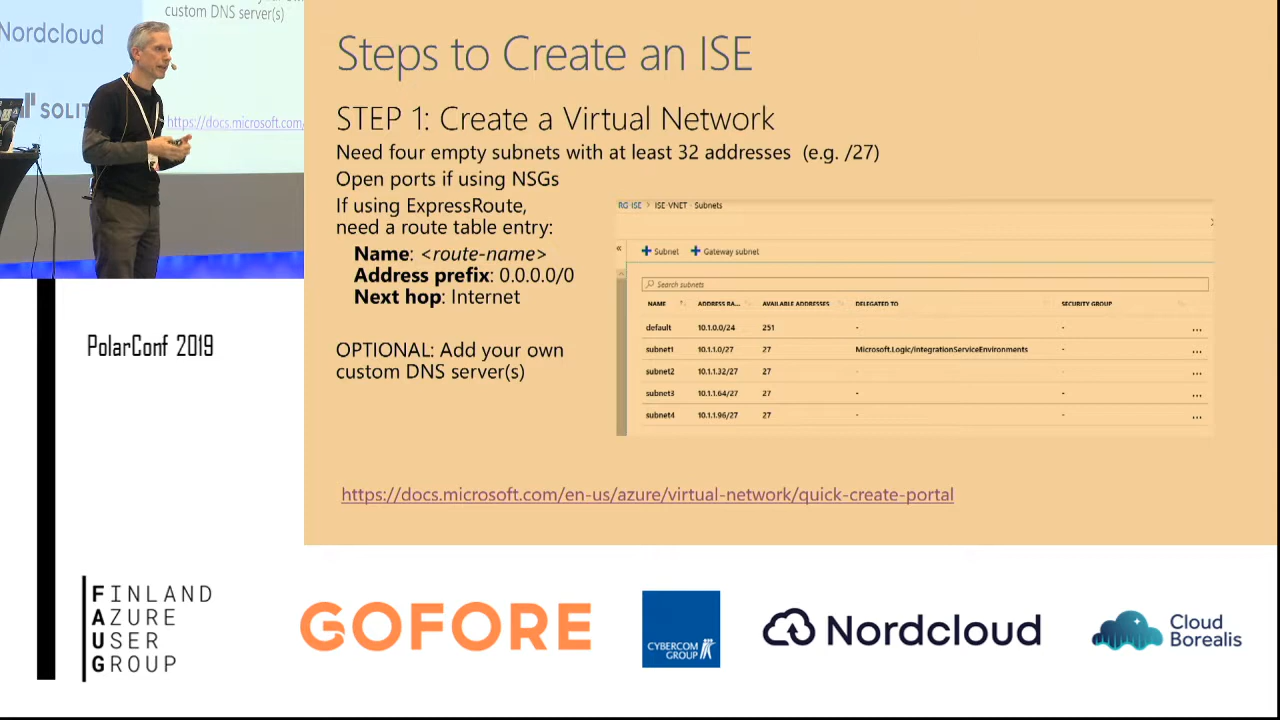 custom DNS server(s)
Nordcloud
SOLIT
https://docs.microsoft.com/
PolarConf 2019
Steps to Create an ISE
STEP 1: Create a Virtual Network
Need four empty subnets with at least 32 addresses (e.g. /27)
Open ports if using NSGs
If using ExpressRoute,
need a route table entry:
Name: <route-name>
Address prefix: 0.0.0.0/0
Next hop: Internet
OPTIONAL: Add your own
custom DNS server(s)
RG-ISE > ISE-VNET - Subnets
+ Subnet + Gateway subnet
Search subnets
NAME ADDRESS RA... AVAILABLE ADDRESSES DELEGATED TO SECURITY GROUP
default 10.1.0.0/24 251 - - ...
subnet1 10.1.1.0/27 27 Microsoft.Logic/integrationServiceEnvironments - ...
subnet2 10.1.1.32/27 27 - - ...
subnet3 10.1.1.64/27 27 - - ...
subnet4 10.1.1.96/27 27 - - ...
https://docs.microsoft.com/en-us/azure/virtual-network/quick-create-portal
FINLAND
AZURE
USER
GROUP
GOFORE
CYBERCOM
GROUP
Nordcloud
Cloud
Borealis